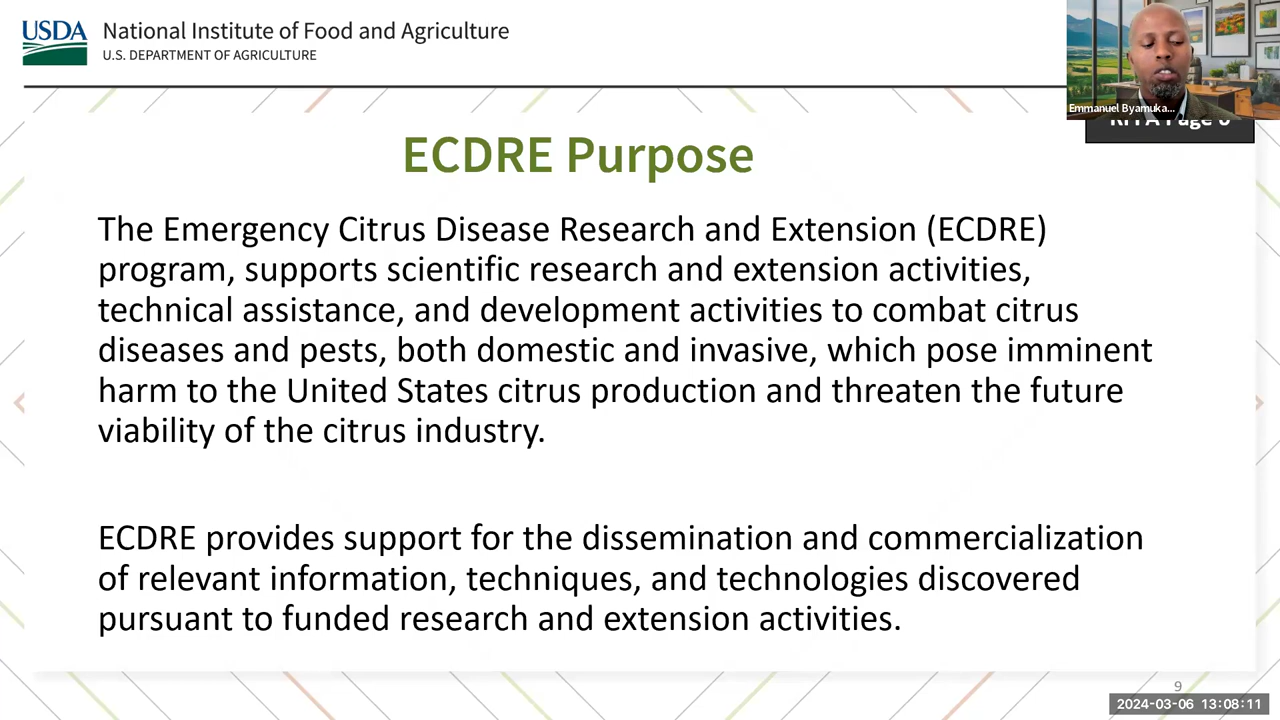 USDA
National Institute of Food and Agriculture
U.S. DEPARTMENT OF AGRICULTURE
Emmanuel Byamuka...
ECDRE Purpose
The Emergency Citrus Disease Research and Extension (ECDRE)
program, supports scientific research and extension activities,
technical assistance, and development activities to combat citrus
diseases and pests, both domestic and invasive, which pose imminent
harm to the United States citrus production and threaten the future
viability of the citrus industry.
ECDRE provides support for the dissemination and commercialization
of relevant information, techniques, and technologies discovered
pursuant to funded research and extension activities.
9
2024-03-06 13:08:11